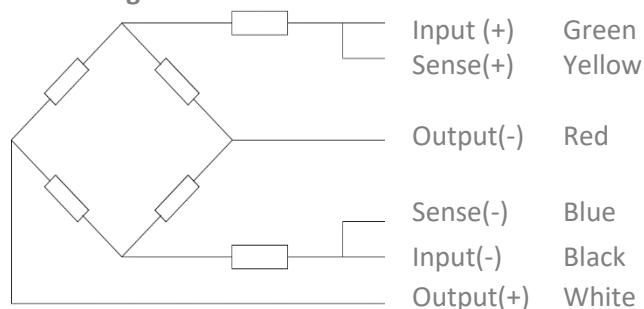 Input (+) Green
Sense(+) Yellow
Output(-) Red
Sense(-) Blue
Input(-) Black
Output(+) White